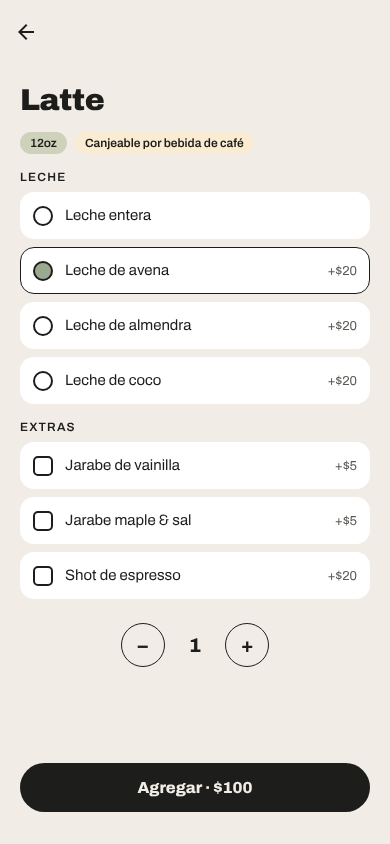 Latte
12oz Canjeable por bebida de café
LECHE
Leche entera
Leche de avena +$20
Leche de almendra +$20
Leche de coco +$20
EXTRAS
Jarabe de vainilla +$5
Jarabe maple & sal +$5
Shot de espresso +$20
− 1 +
Agregar · $100